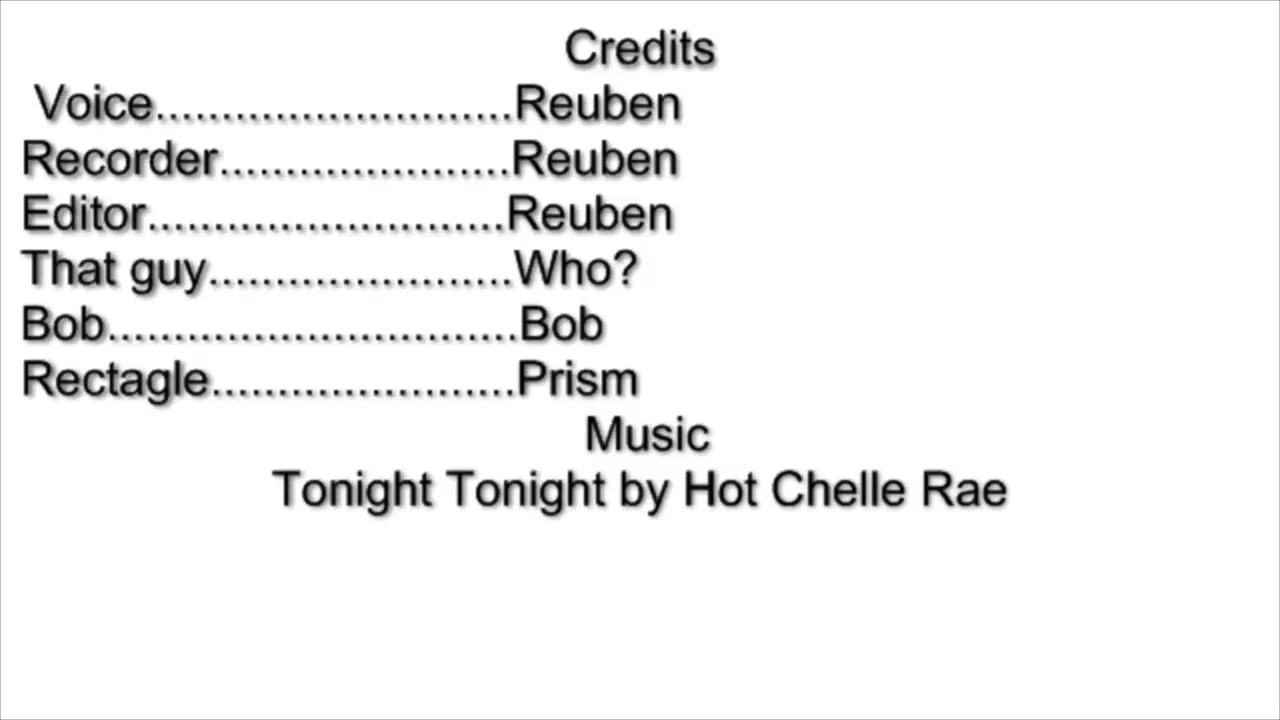 Credits
Voice...........................Reuben
Recorder......................Reuben
Editor...........................Reuben
That guy.......................Who?
Bob...............................Bob
Rectagle.......................Prism
Music
Tonight Tonight by Hot Chelle Rae